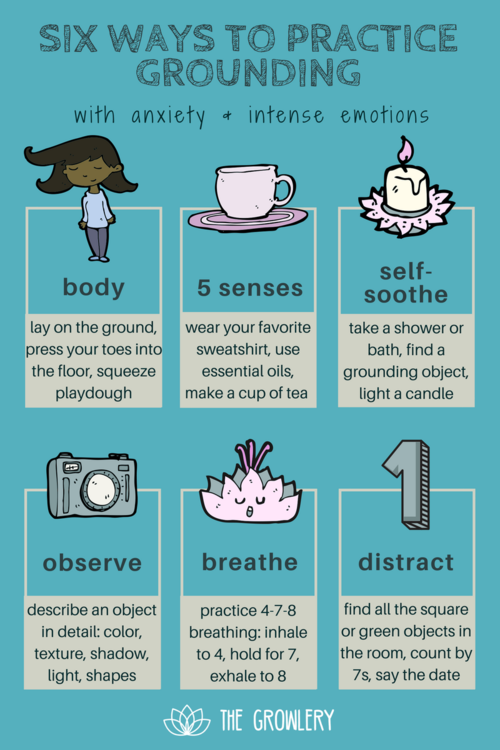 SIX WAYS TO PRACTICE
GROUNDING
with anxiety & intense emotions
body
lay on the ground,
press your toes into
the floor, squeeze
playdough
5 senses
wear your favorite
sweatshirt, use
essential oils,
make a cup of tea
self-
soothe
take a shower or
bath, find a
grounding object,
light a candle
observe
describe an object
in detail: color,
texture, shadow,
light, shapes
breathe
practice 4-7-8
breathing: inhale
to 4, hold for 7,
exhale to 8
1
distract
find all the square
or green objects in
the room, count by
7s, say the date
THE GROWLERY